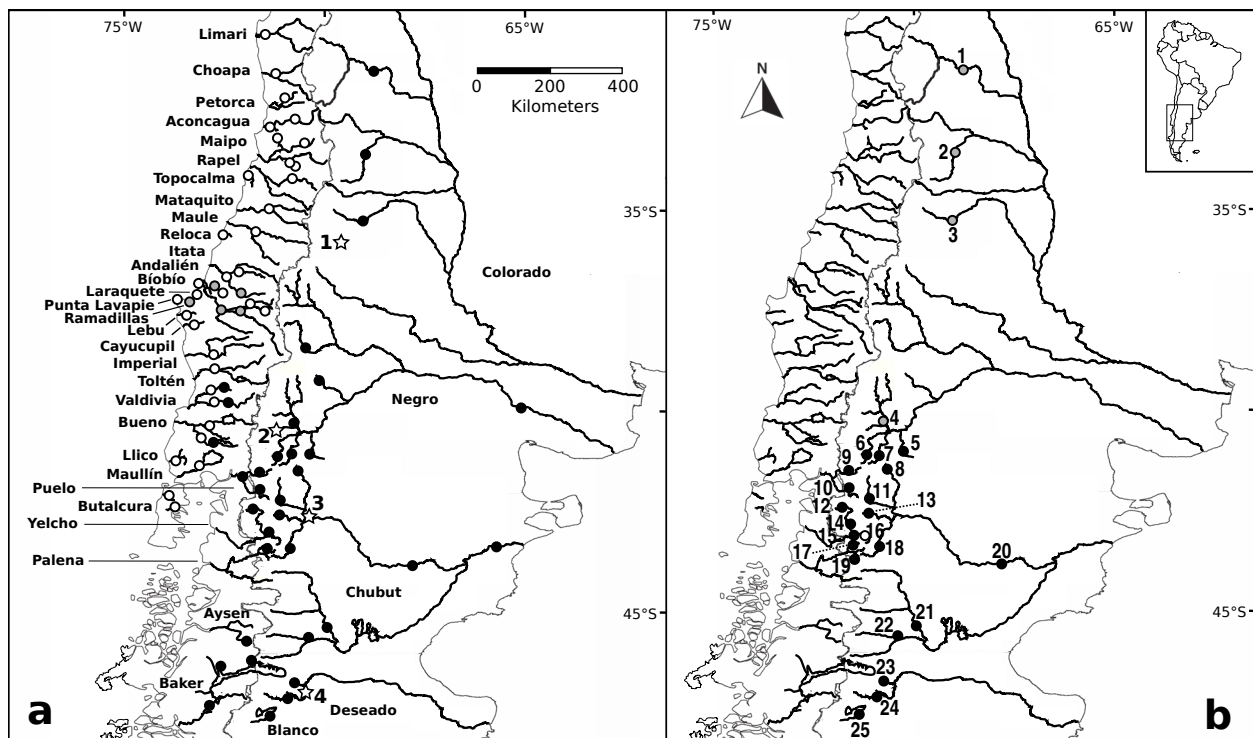 75°W
65°W
Limari
Choapa
0 200 400
Kilometers
Petorca
Aconcagua
Maipo
Rapel
Topocalma
Mataquito
Maule
35°S
Reloca
1
Itata
Andalién
Colorado
Bíobío
Laraquete
Punta Lavapie
Ramadillas
Lebu
Cayucupil
Imperial
Toltén
Valdivia
Negro
Bueno
2
Llico
Maullín
Puelo
3
Butalcura
Yelcho
Palena
Chubut
Aysen
45°S
Baker
4
Deseado
Blanco
a
75°W
65°W
N
1
2
3
35°S
4
5
6
7
8
9
10
11
12
13
14
15
16
17
18
19
20
21
45°S
22
23
24
25
b